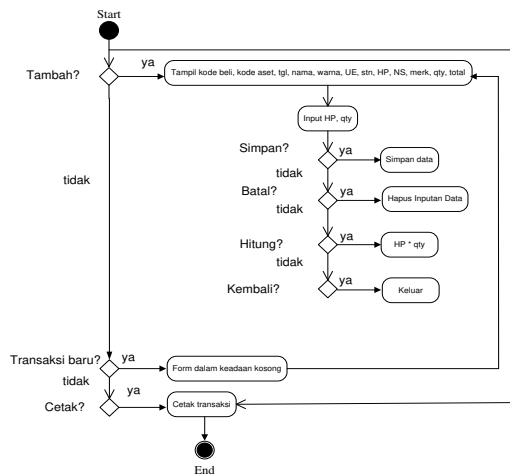 Start
Tambah?
ya
Tampil kode beli, kode aset, tgl, nama, warna, UE, stn, HP, NS, merk, qty, total
Input HP, qty
Simpan?
ya
Simpan data
tidak
Batal?
ya
Hapus Inputan Data
tidak
tidak
Hitung?
ya
HP * qty
tidak
Kembali?
ya
Keluar
Transaksi baru?
ya
Form dalam keadaan kosong
tidak
Cetak?
ya
Cetak transaksi
End